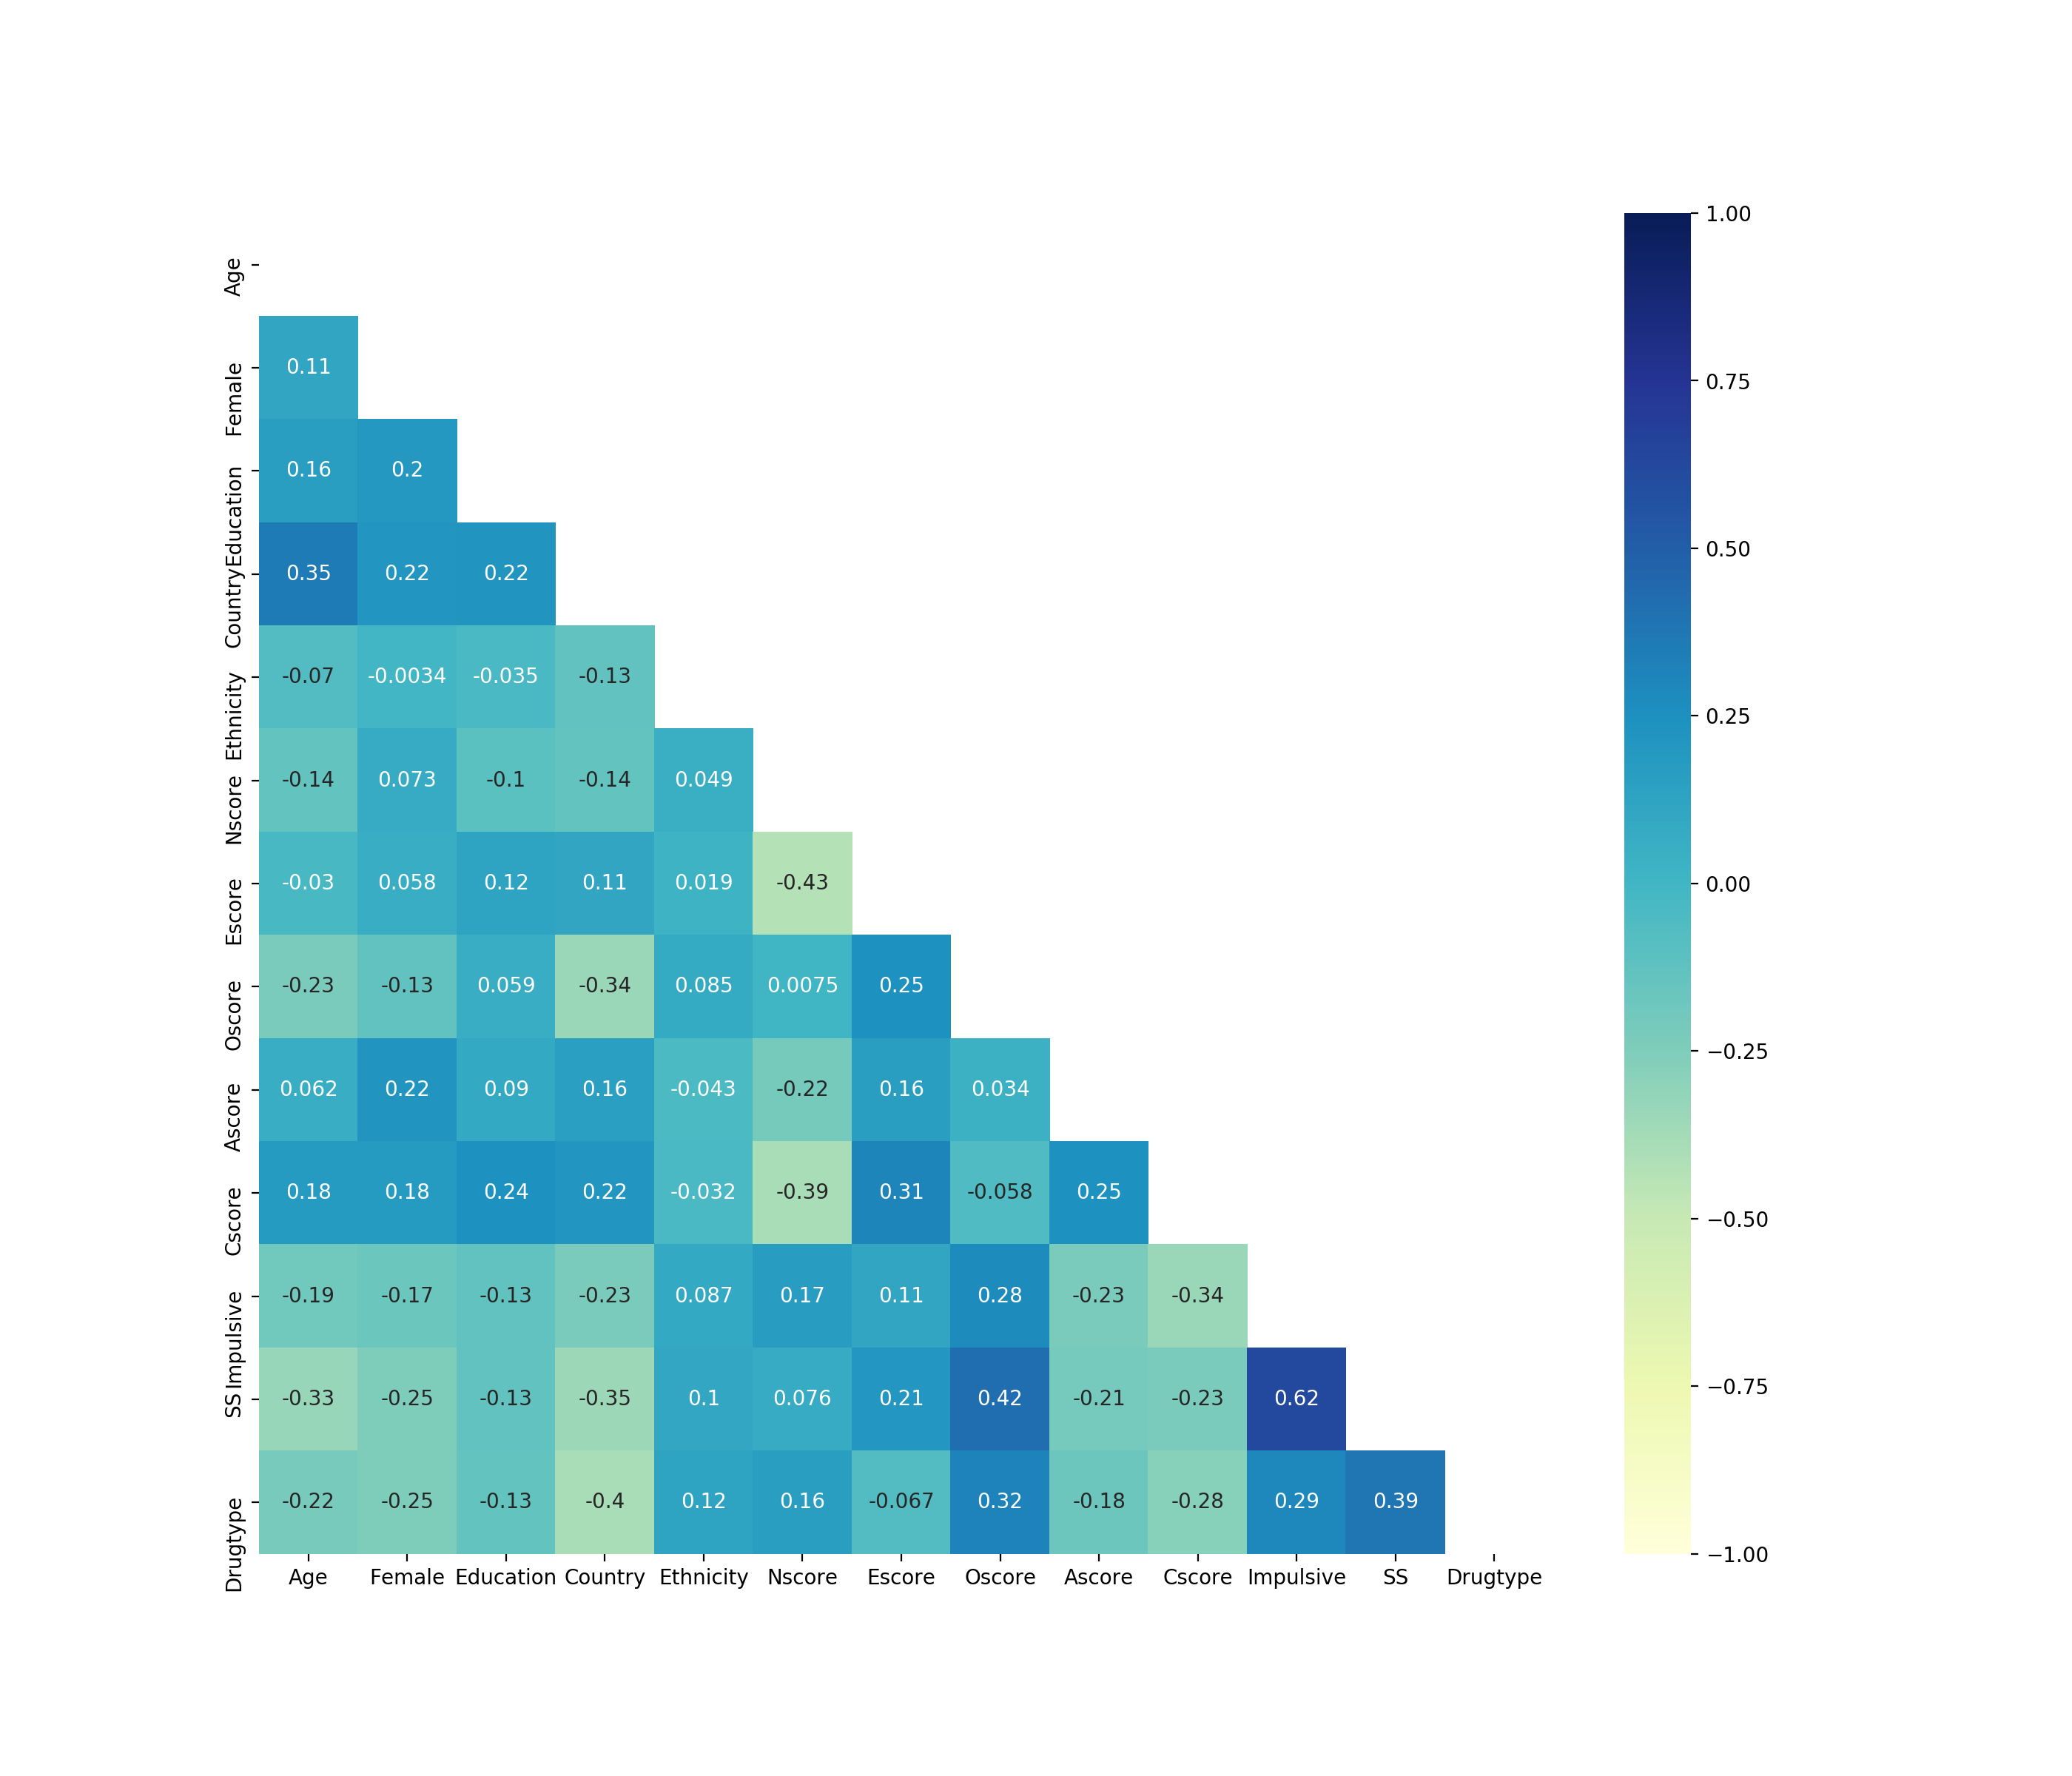 1.00
Age
0.75
Female 0.11
Education 0.16 0.2
0.50
Country 0.35 0.22 0.22
Ethnicity -0.07 -0.0034 -0.035 -0.13
0.25
Nscore -0.14 0.073 -0.1 -0.14 0.049
Escore -0.03 0.058 0.12 0.11 0.019 -0.43
0.00
Oscore -0.23 -0.13 0.059 -0.34 0.085 0.0075 0.25
−0.25
Ascore 0.062 0.22 0.09 0.16 -0.043 -0.22 0.16 0.034
Cscore 0.18 0.18 0.24 0.22 -0.032 -0.39 0.31 -0.058 0.25
−0.50
Impulsive -0.19 -0.17 -0.13 -0.23 0.087 0.17 0.11 0.28 -0.23 -0.34
−0.75
SS -0.33 -0.25 -0.13 -0.35 0.1 0.076 0.21 0.42 -0.21 -0.23 0.62
Drugtype -0.22 -0.25 -0.13 -0.4 0.12 0.16 -0.067 0.32 -0.18 -0.28 0.29 0.39
−1.00
Age Female Education Country Ethnicity Nscore Escore Oscore Ascore Cscore Impulsive SS Drugtype